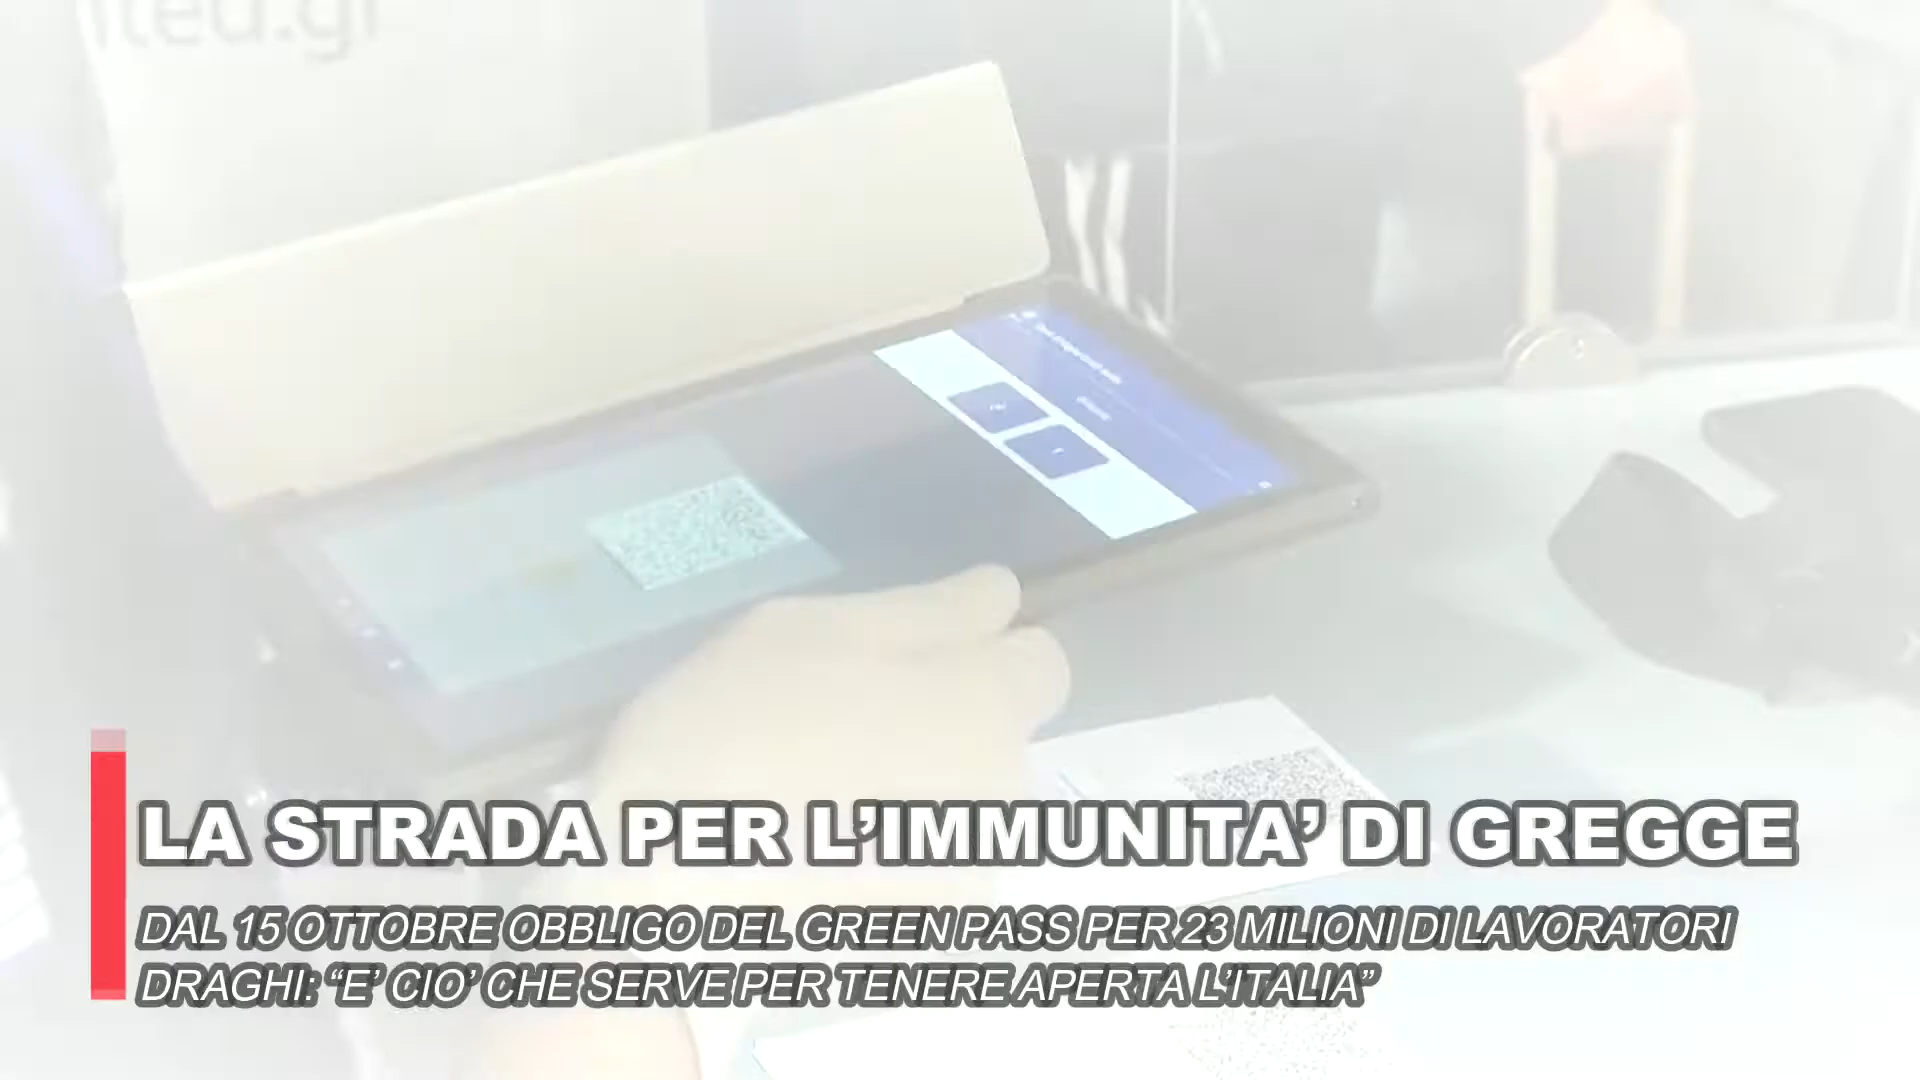 LA STRADA PER L’IMMUNITA’ DI GREGGE
DAL 15 OTTOBRE OBBLIGO DEL GREEN PASS PER 23 MILIONI DI LAVORATORI
DRAGHI: “E’ CIO’ CHE SERVE PER TENERE APERTA L’ITALIA”